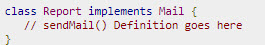 class Report implements Mail {
// sendMail() Definition goes here
}